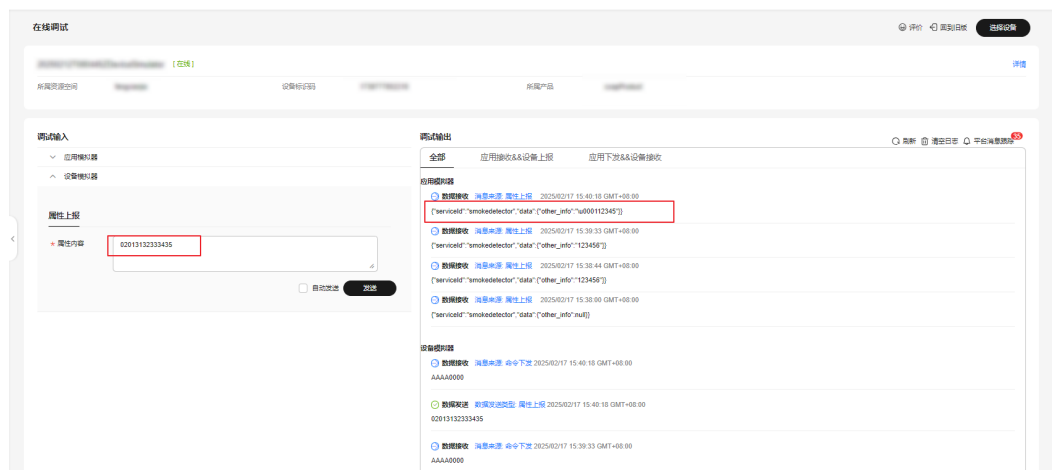 在线调试
评价 回到旧版 选择设备
[在线] 详情
所属资源空间 设备标识码 所属产品
调试输入
应用模拟器
设备模拟器
属性上报
* 属性内容 02013132333435
自动发送 发送
调试输出
刷新 清空日志 平台消息跟踪 35
全部 应用接收&&设备上报 应用下发&&设备接收
应用模拟器
数据接收 消息来源: 属性上报 2025/02/17 15:40:18 GMT+08:00
{"serviceId":"smokedetector","data":{"other_info":"\u000112345"}}
数据接收 消息来源: 属性上报 2025/02/17 15:39:33 GMT+08:00
{"serviceId":"smokedetector","data":{"other_info":"123456"}}
数据接收 消息来源: 属性上报 2025/02/17 15:38:44 GMT+08:00
{"serviceId":"smokedetector","data":{"other_info":"123456"}}
数据接收 消息来源: 属性上报 2025/02/17 15:38:00 GMT+08:00
{"serviceId":"smokedetector","data":{"other_info":null}}
设备模拟器
数据接收 消息来源: 命令下发 2025/02/17 15:40:18 GMT+08:00
AAAA0000
数据发送 数据发送类型: 属性上报 2025/02/17 15:40:18 GMT+08:00
02013132333435
数据接收 消息来源: 命令下发 2025/02/17 15:39:33 GMT+08:00
AAAA0000